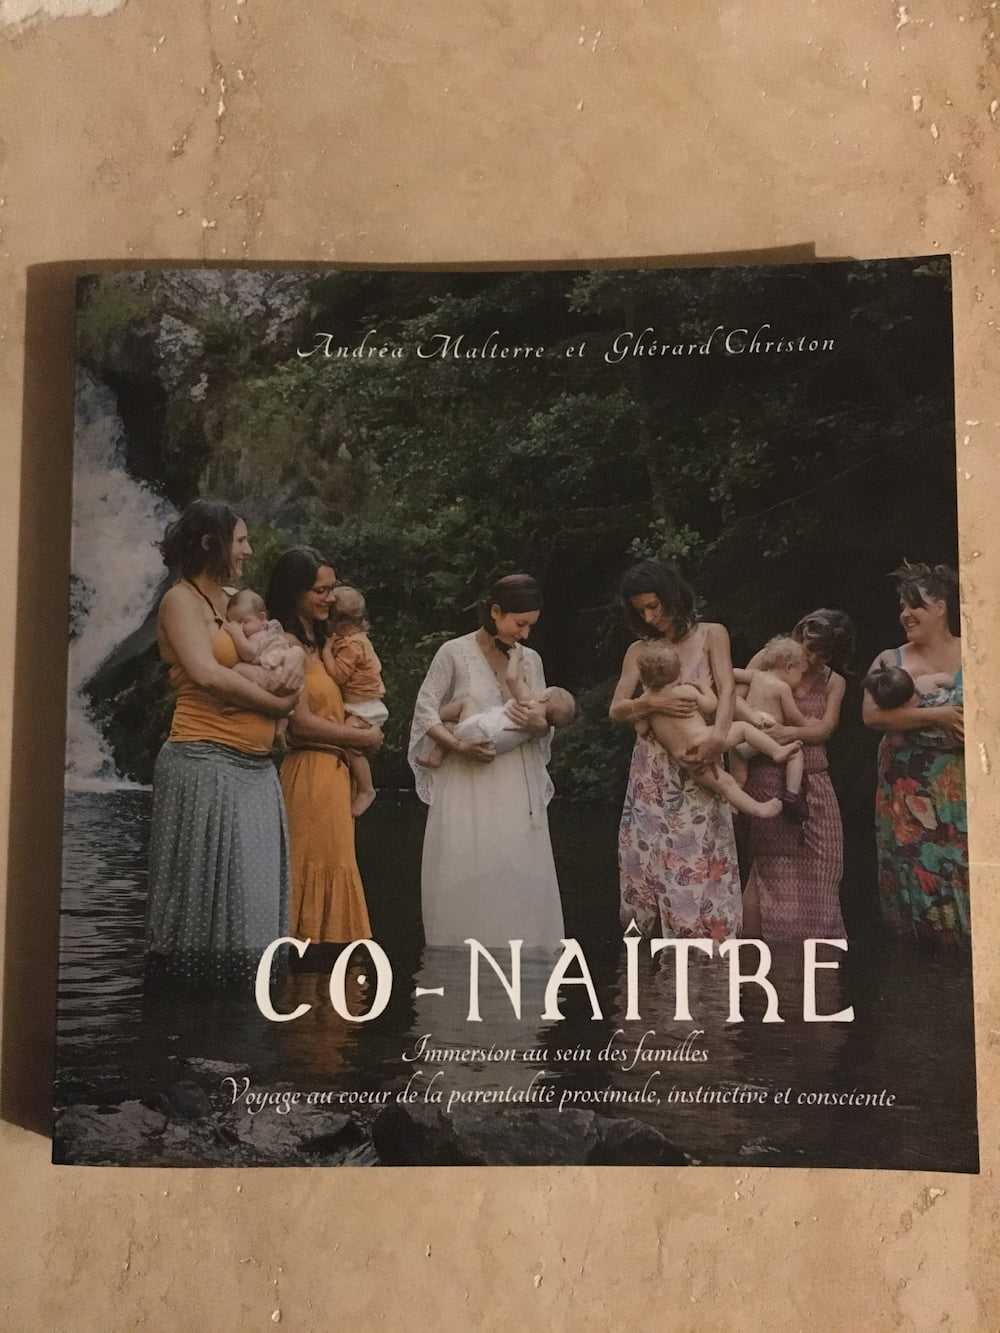 Andréa Malterre et Ghérard Christon
CO-NAÎTRE
Immersion au sein des familles
Voyage au coeur de la parentalité proximale, instinctive et consciente